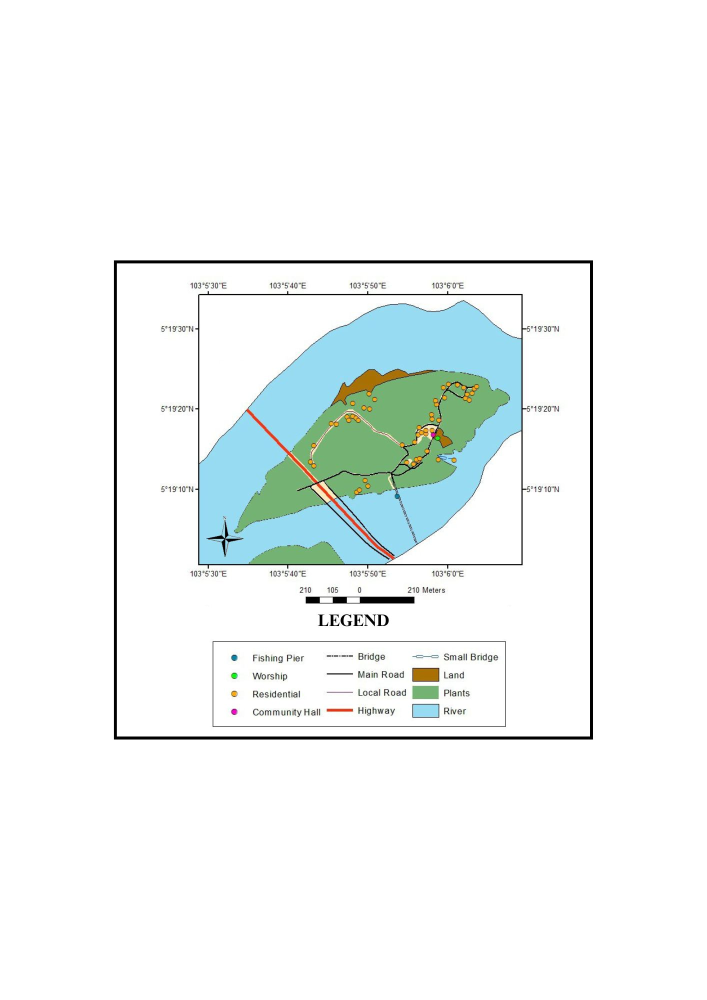 103°5'30"E 103°5'40"E 103°5'50"E 103°6'0"E
5°19'30"N 5°19'30"N
5°19'20"N 5°19'20"N
5°19'10"N 5°19'10"N
N
103°5'30"E 103°5'40"E 103°5'50"E 103°6'0"E
210 105 0 210 Meters
LEGEND
Fishing Pier Bridge Small Bridge
Worship Main Road Land
Residential Local Road Plants
Community Hall Highway River